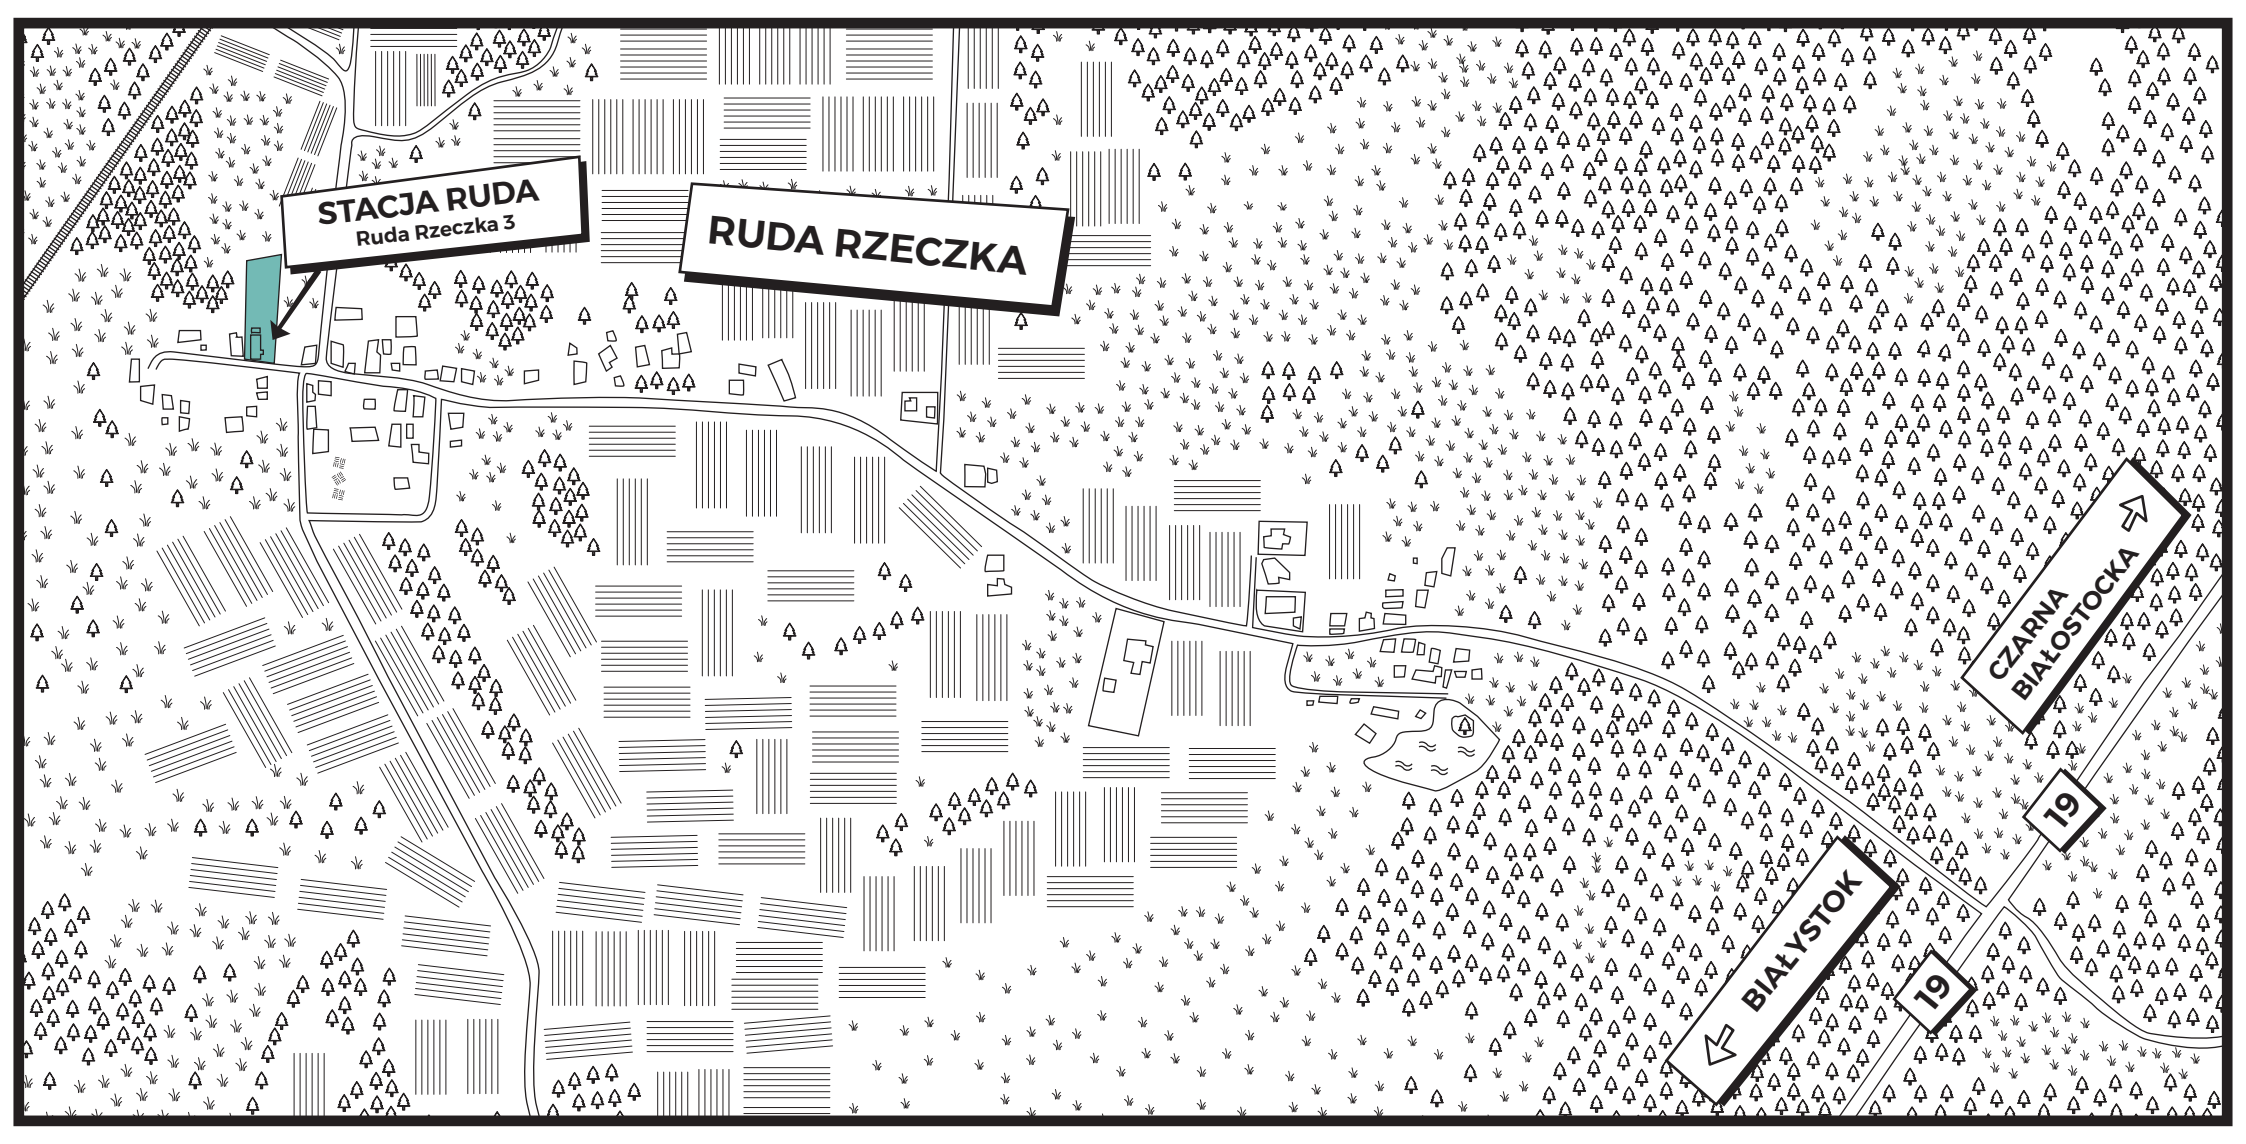 STACJA RUDA
Ruda Rzeczka 3
RUDA RZECZKA
CZARNA
BIAŁOSTOCKA
19
BIAŁYSTOK
19